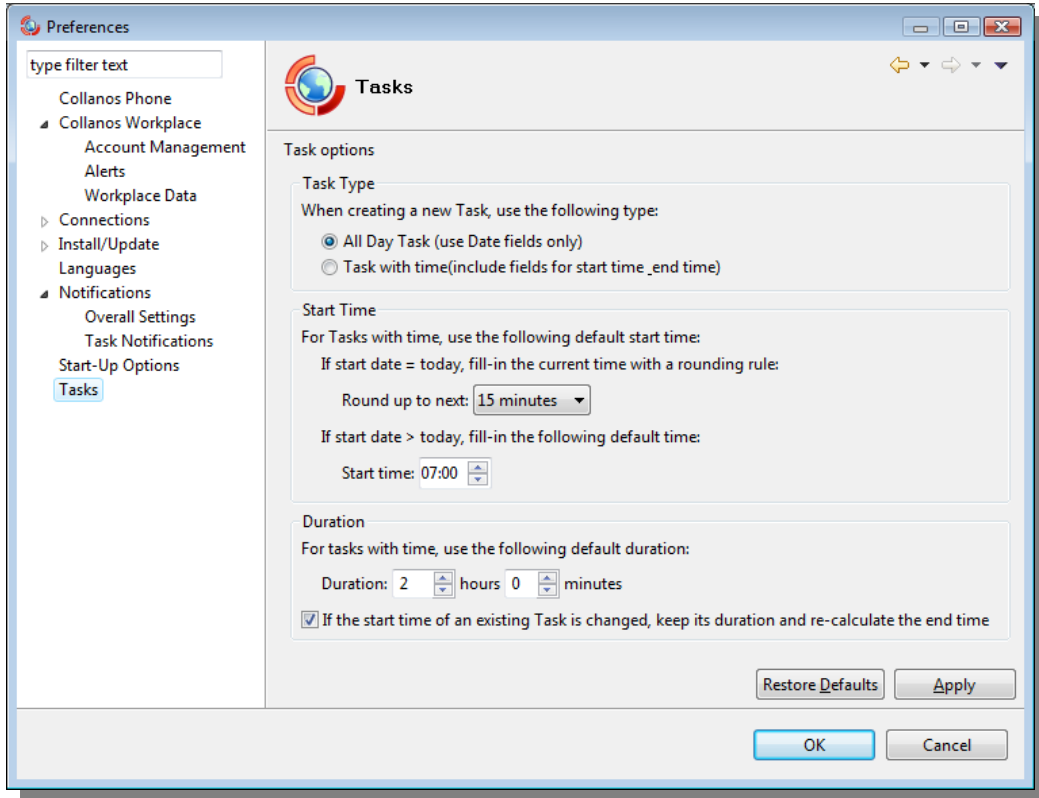 Preferences
type filter text
Collanos Phone
Collanos Workplace
Account Management
Alerts
Workplace Data
Connections
Install/Update
Languages
Notifications
Overall Settings
Task Notifications
Start-Up Options
Tasks
Tasks
Task options
Task Type
When creating a new Task, use the following type:
All Day Task (use Date fields only)
Task with time(include fields for start time _end time)
Start Time
For Tasks with time, use the following default start time:
If start date = today, fill-in the current time with a rounding rule:
Round up to next: 15 minutes
If start date > today, fill-in the following default time:
Start time: 07:00
Duration
For tasks with time, use the following default duration:
Duration: 2 hours 0 minutes
If the start time of an existing Task is changed, keep its duration and re-calculate the end time
Restore Defaults Apply
OK Cancel